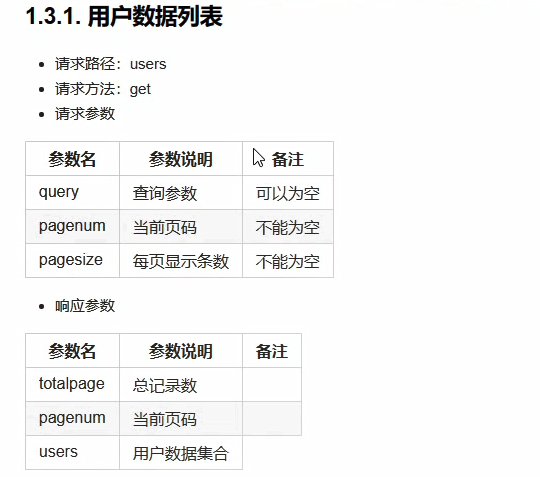 1.3.1. 用户数据列表
请求路径：users
请求方法：get
请求参数
参数名 参数说明 备注
query 查询参数 可以为空
pagenum 当前页码 不能为空
pagesize 每页显示条数 不能为空
响应参数
参数名 参数说明 备注
totalpage 总记录数
pagenum 当前页码
users 用户数据集合